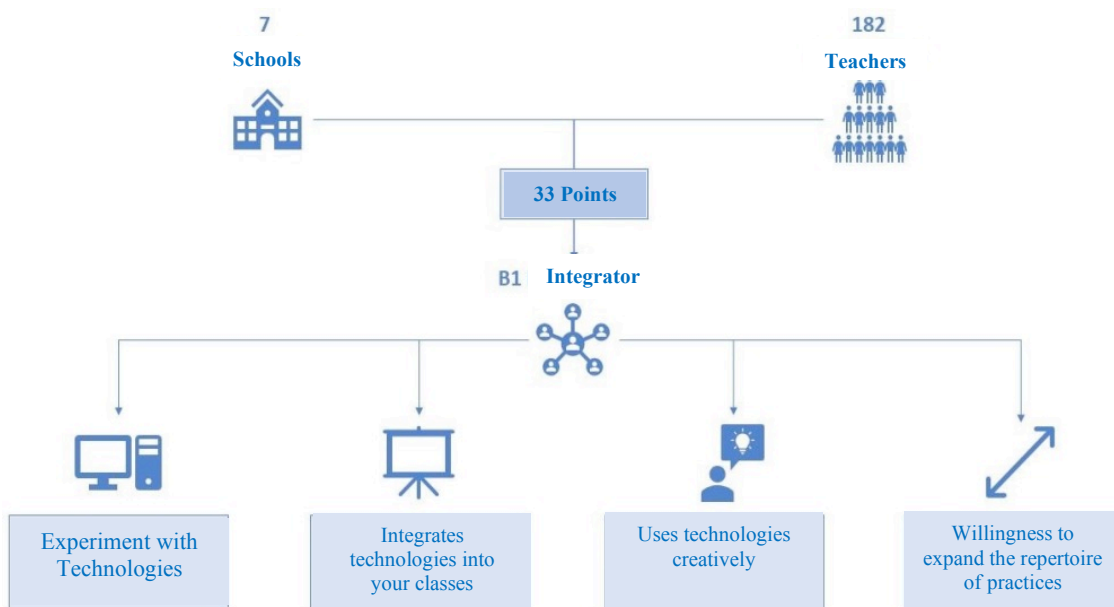 7
Schools
182
Teachers
33 Points
B1 Integrator
Experiment with
Technologies
Integrates
technologies into
your classes
Uses technologies
creatively
Willingness to
expand the repertoire
of practices